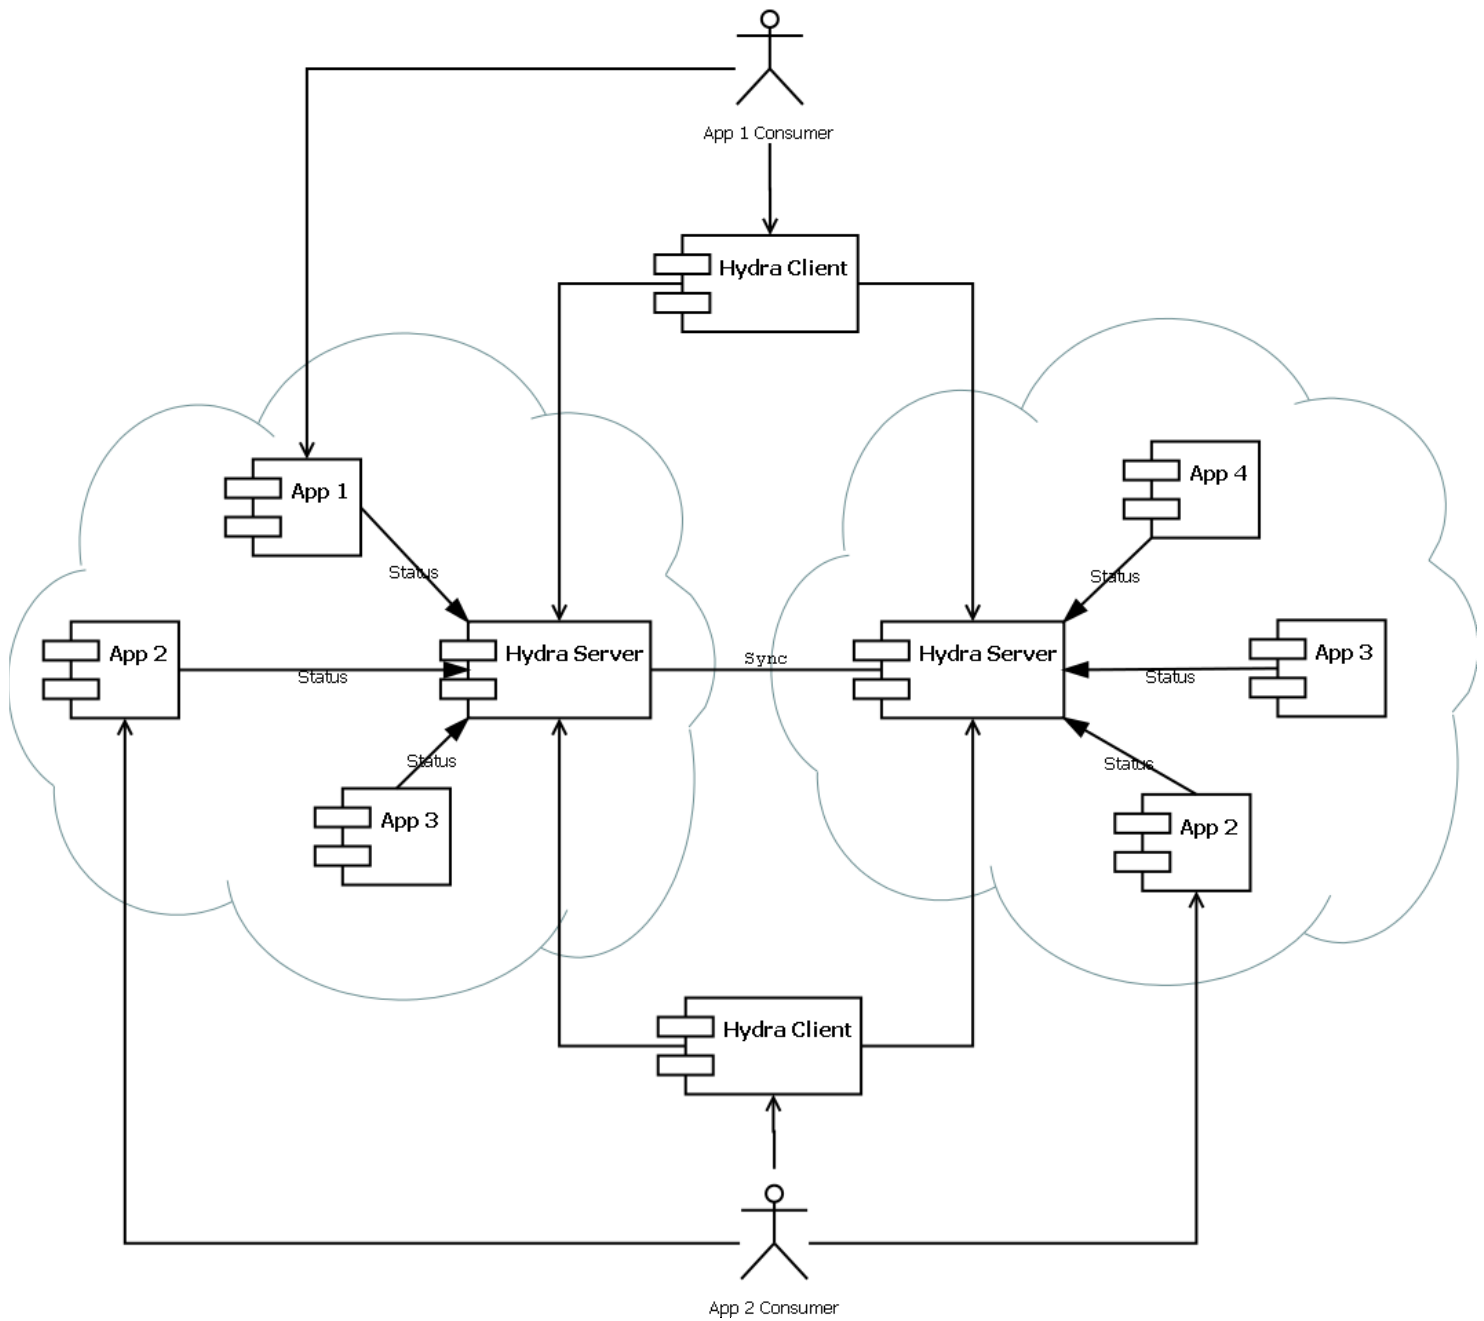 App 1 Consumer
Hydra Client
App 4
App 1
Status
Status
App 2
Hydra Server
Sync
Hydra Server
App 3
Status
Status
Status
Status
App 3
App 2
Hydra Client
App 2 Consumer